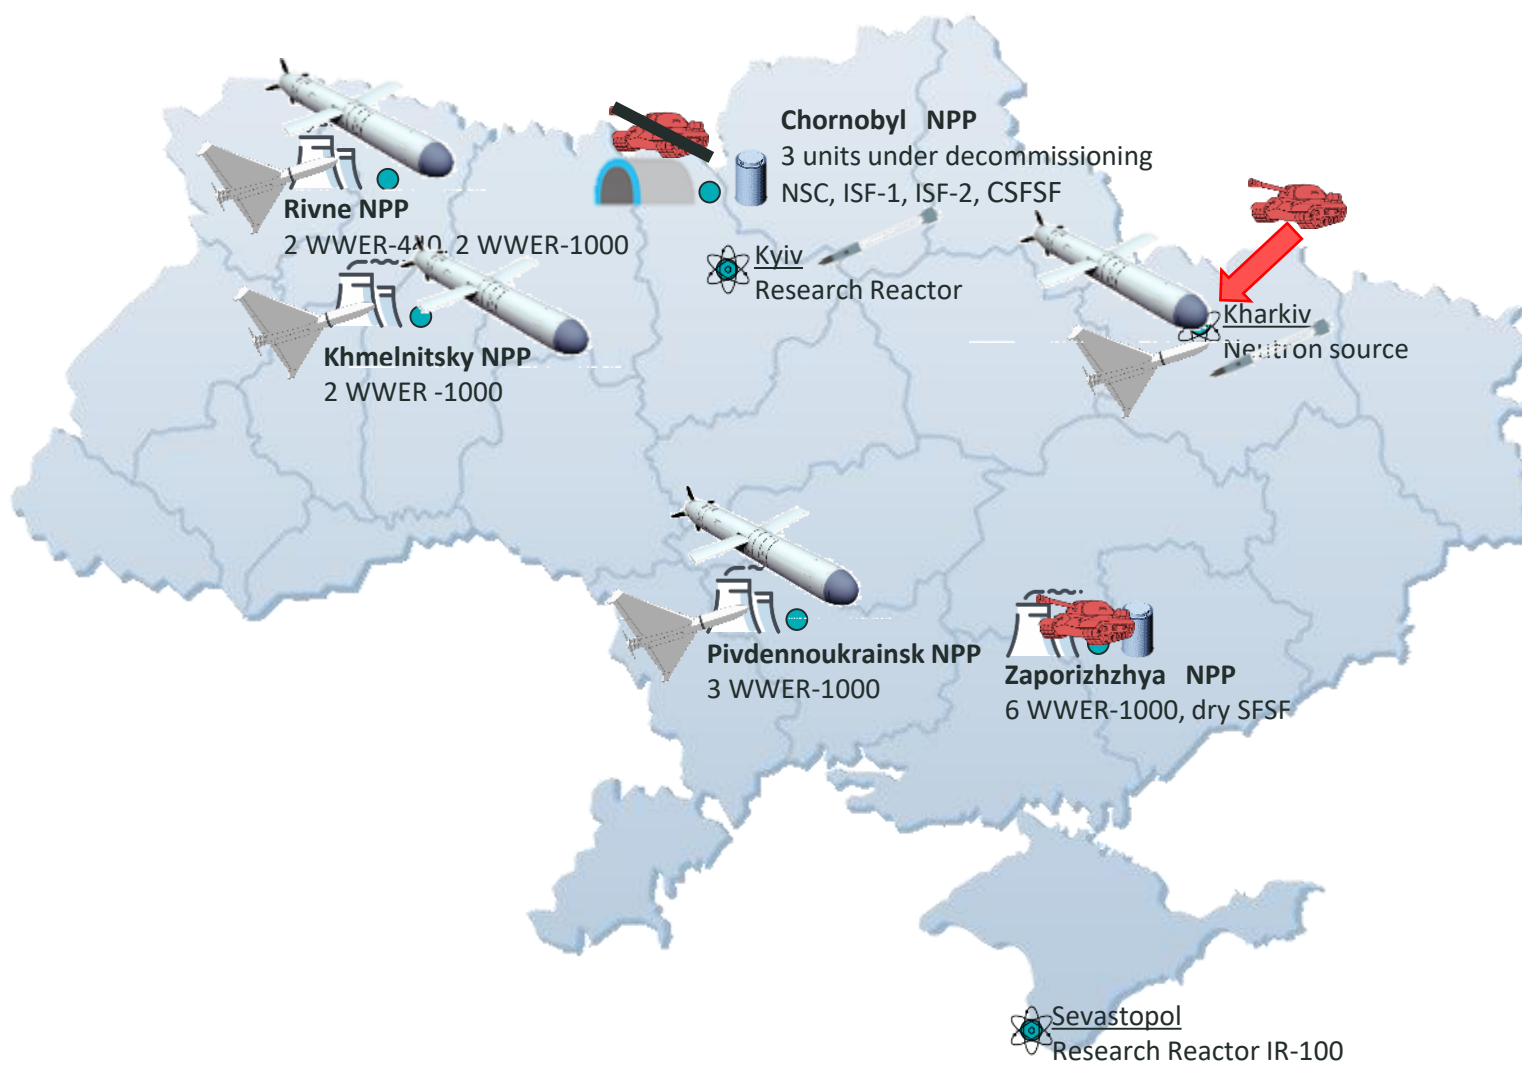 Chornobyl NPP
3 units under decommissioning
NSC, ISF-1, ISF-2, CSFSF
Rivne NPP
2 WWER-440, 2 WWER-1000
Kyiv
Research Reactor
Kharkiv
Neutron source
Khmelnitsky NPP
2 WWER -1000
Pivdennoukrainsk NPP
3 WWER-1000
Zaporizhzhya NPP
6 WWER-1000, dry SFSF
Sevastopol
Research Reactor IR-100